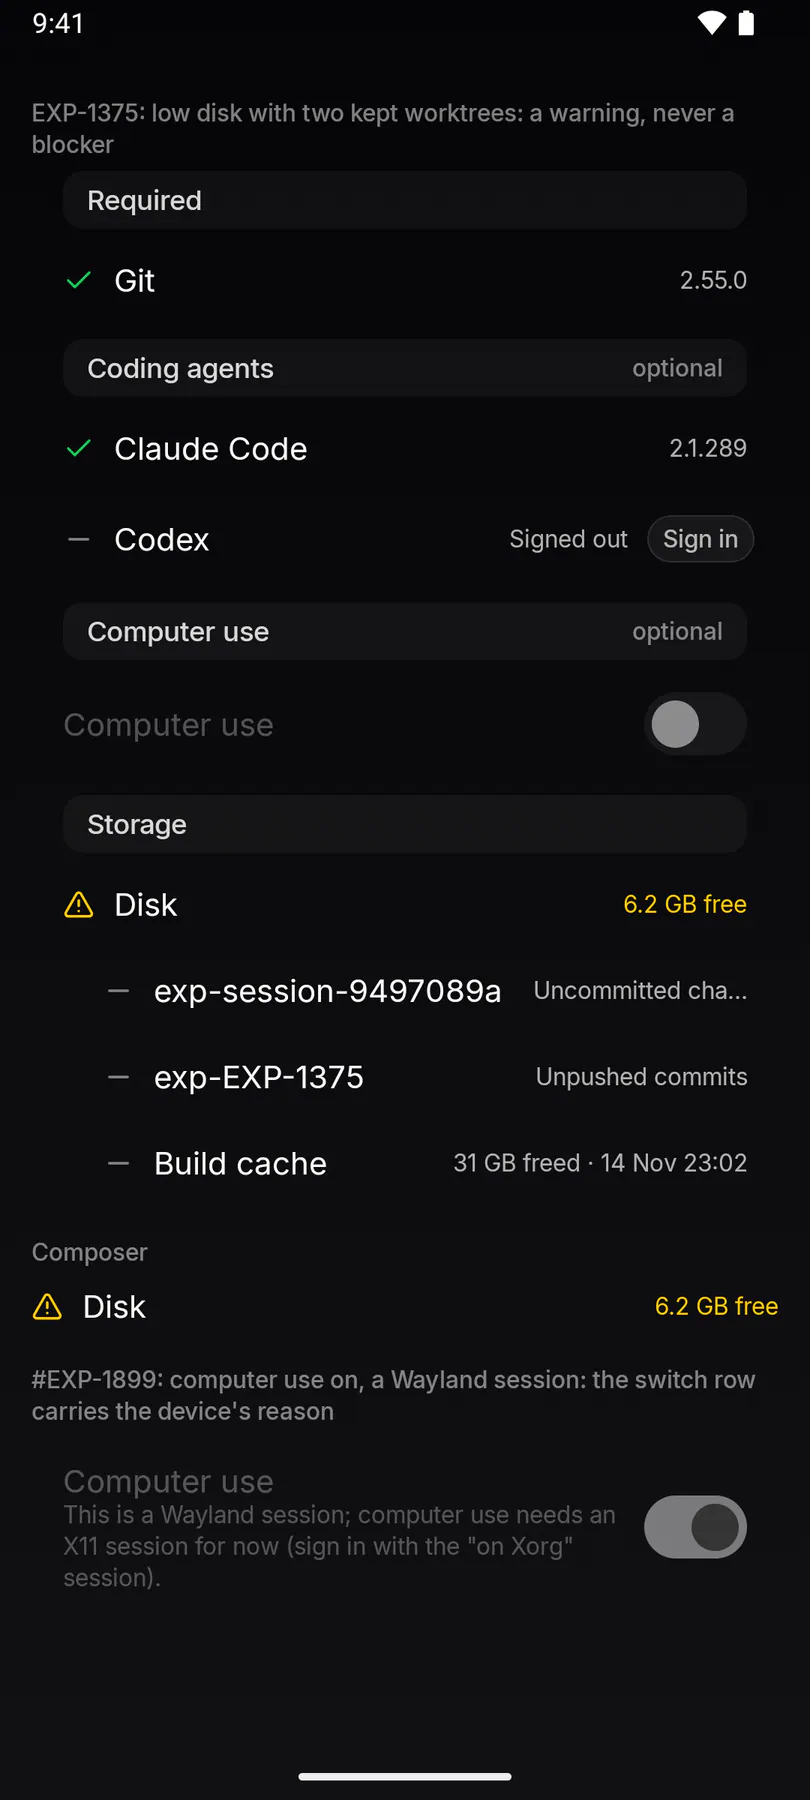 9:41
EXP-1375: low disk with two kept worktrees: a warning, never a
blocker
Required
Git 2.55.0
Coding agents optional
Claude Code 2.1.289
Codex Signed out Sign in
Computer use optional
Computer use
Storage
Disk 6.2 GB free
exp-session-9497089a Uncommitted cha...
exp-EXP-1375 Unpushed commits
Build cache 31 GB freed · 14 Nov 23:02
Composer
Disk 6.2 GB free
#EXP-1899: computer use on, a Wayland session: the switch row
carries the device's reason
Computer use
This is a Wayland session; computer use needs an
X11 session for now (sign in with the "on Xorg"
session).